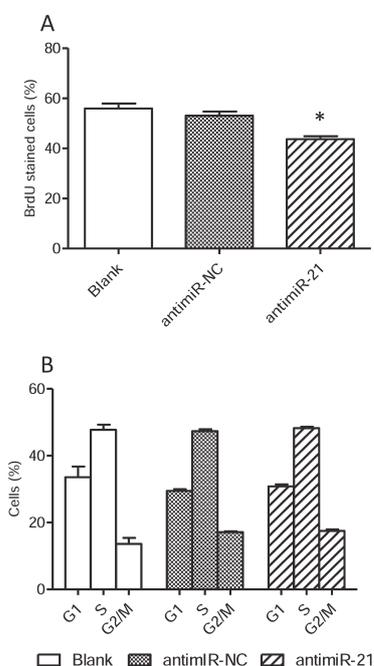 A
80
60
40
20
0
BrdU stained cells (%)
*
Blank
antimiR-NC
antimiR-21
B
60
40
20
0
Cells (%)
G1 S G2/M G1 S G2/M G1 S G2/M
Blank antimIR-NC antimiR-21